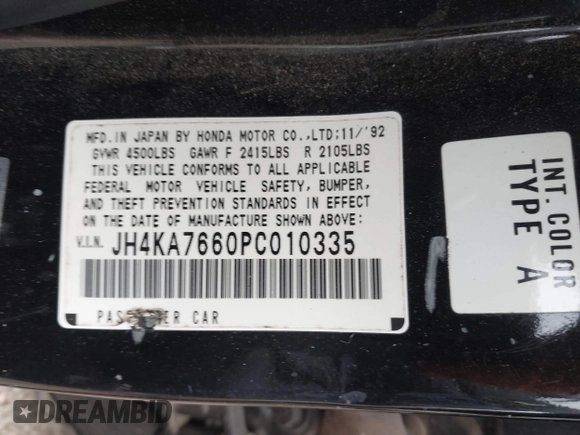 MFD. IN JAPAN BY HONDA MOTOR CO.,LTD; 11/'92
GVWR 4500LBS GAWR F 2415LBS R 2105LBS
THIS VEHICLE CONFORMS TO ALL APPLICABLE
FEDERAL MOTOR VEHICLE SAFETY, BUMPER,
AND THEFT PREVENTION STANDARDS IN EFFECT
ON THE DATE OF MANUFACTURE SHOWN ABOVE:
V.I.N. JH4KA7660PC010335
PASSENGER CAR
INT. COLOR
TYPE A
DREAMBID